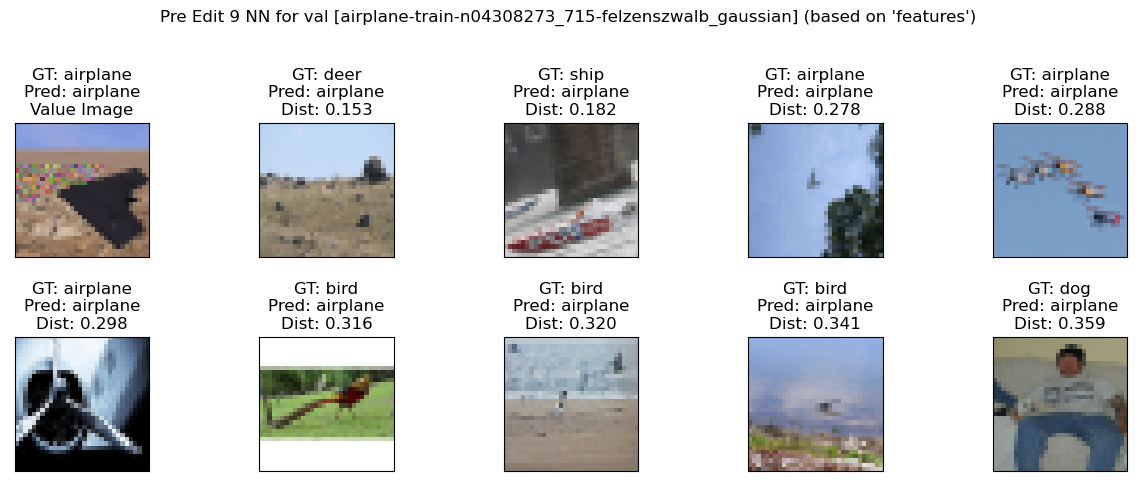 Pre Edit 9 NN for val [airplane-train-n04308273_715-felzenszwalb_gaussian] (based on 'features')
GT: airplane
Pred: airplane
Value Image
GT: deer
Pred: airplane
Dist: 0.153
GT: ship
Pred: airplane
Dist: 0.182
GT: airplane
Pred: airplane
Dist: 0.278
GT: airplane
Pred: airplane
Dist: 0.288
GT: airplane
Pred: airplane
Dist: 0.298
GT: bird
Pred: airplane
Dist: 0.316
GT: bird
Pred: airplane
Dist: 0.320
GT: bird
Pred: airplane
Dist: 0.341
GT: dog
Pred: airplane
Dist: 0.359